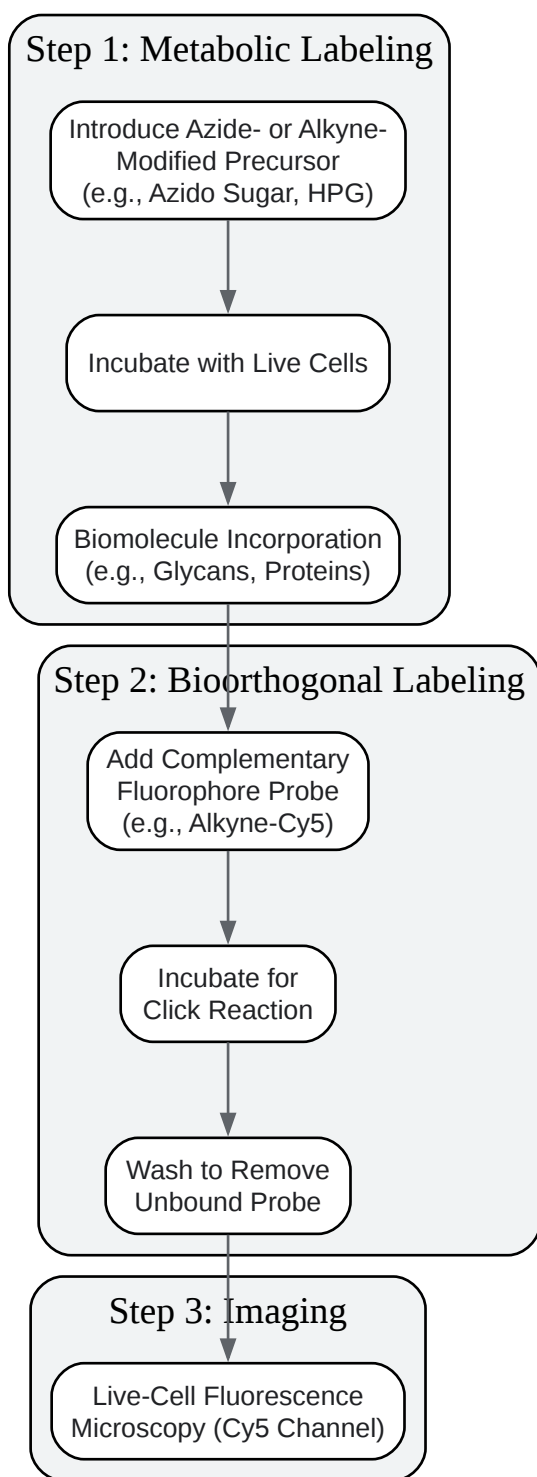 Step 1: Metabolic Labeling
Introduce Azide- or Alkyne-
Modified Precursor
(e.g., Azido Sugar, HPG)
Incubate with Live Cells
Biomolecule Incorporation
(e.g., Glycans, Proteins)
Step 2: Bioorthogonal Labeling
Add Complementary
Fluorophore Probe
(e.g., Alkyne-Cy5)
Incubate for
Click Reaction
Wash to Remove
Unbound Probe
Step 3: Imaging
Live-Cell Fluorescence
Microscopy (Cy5 Channel)